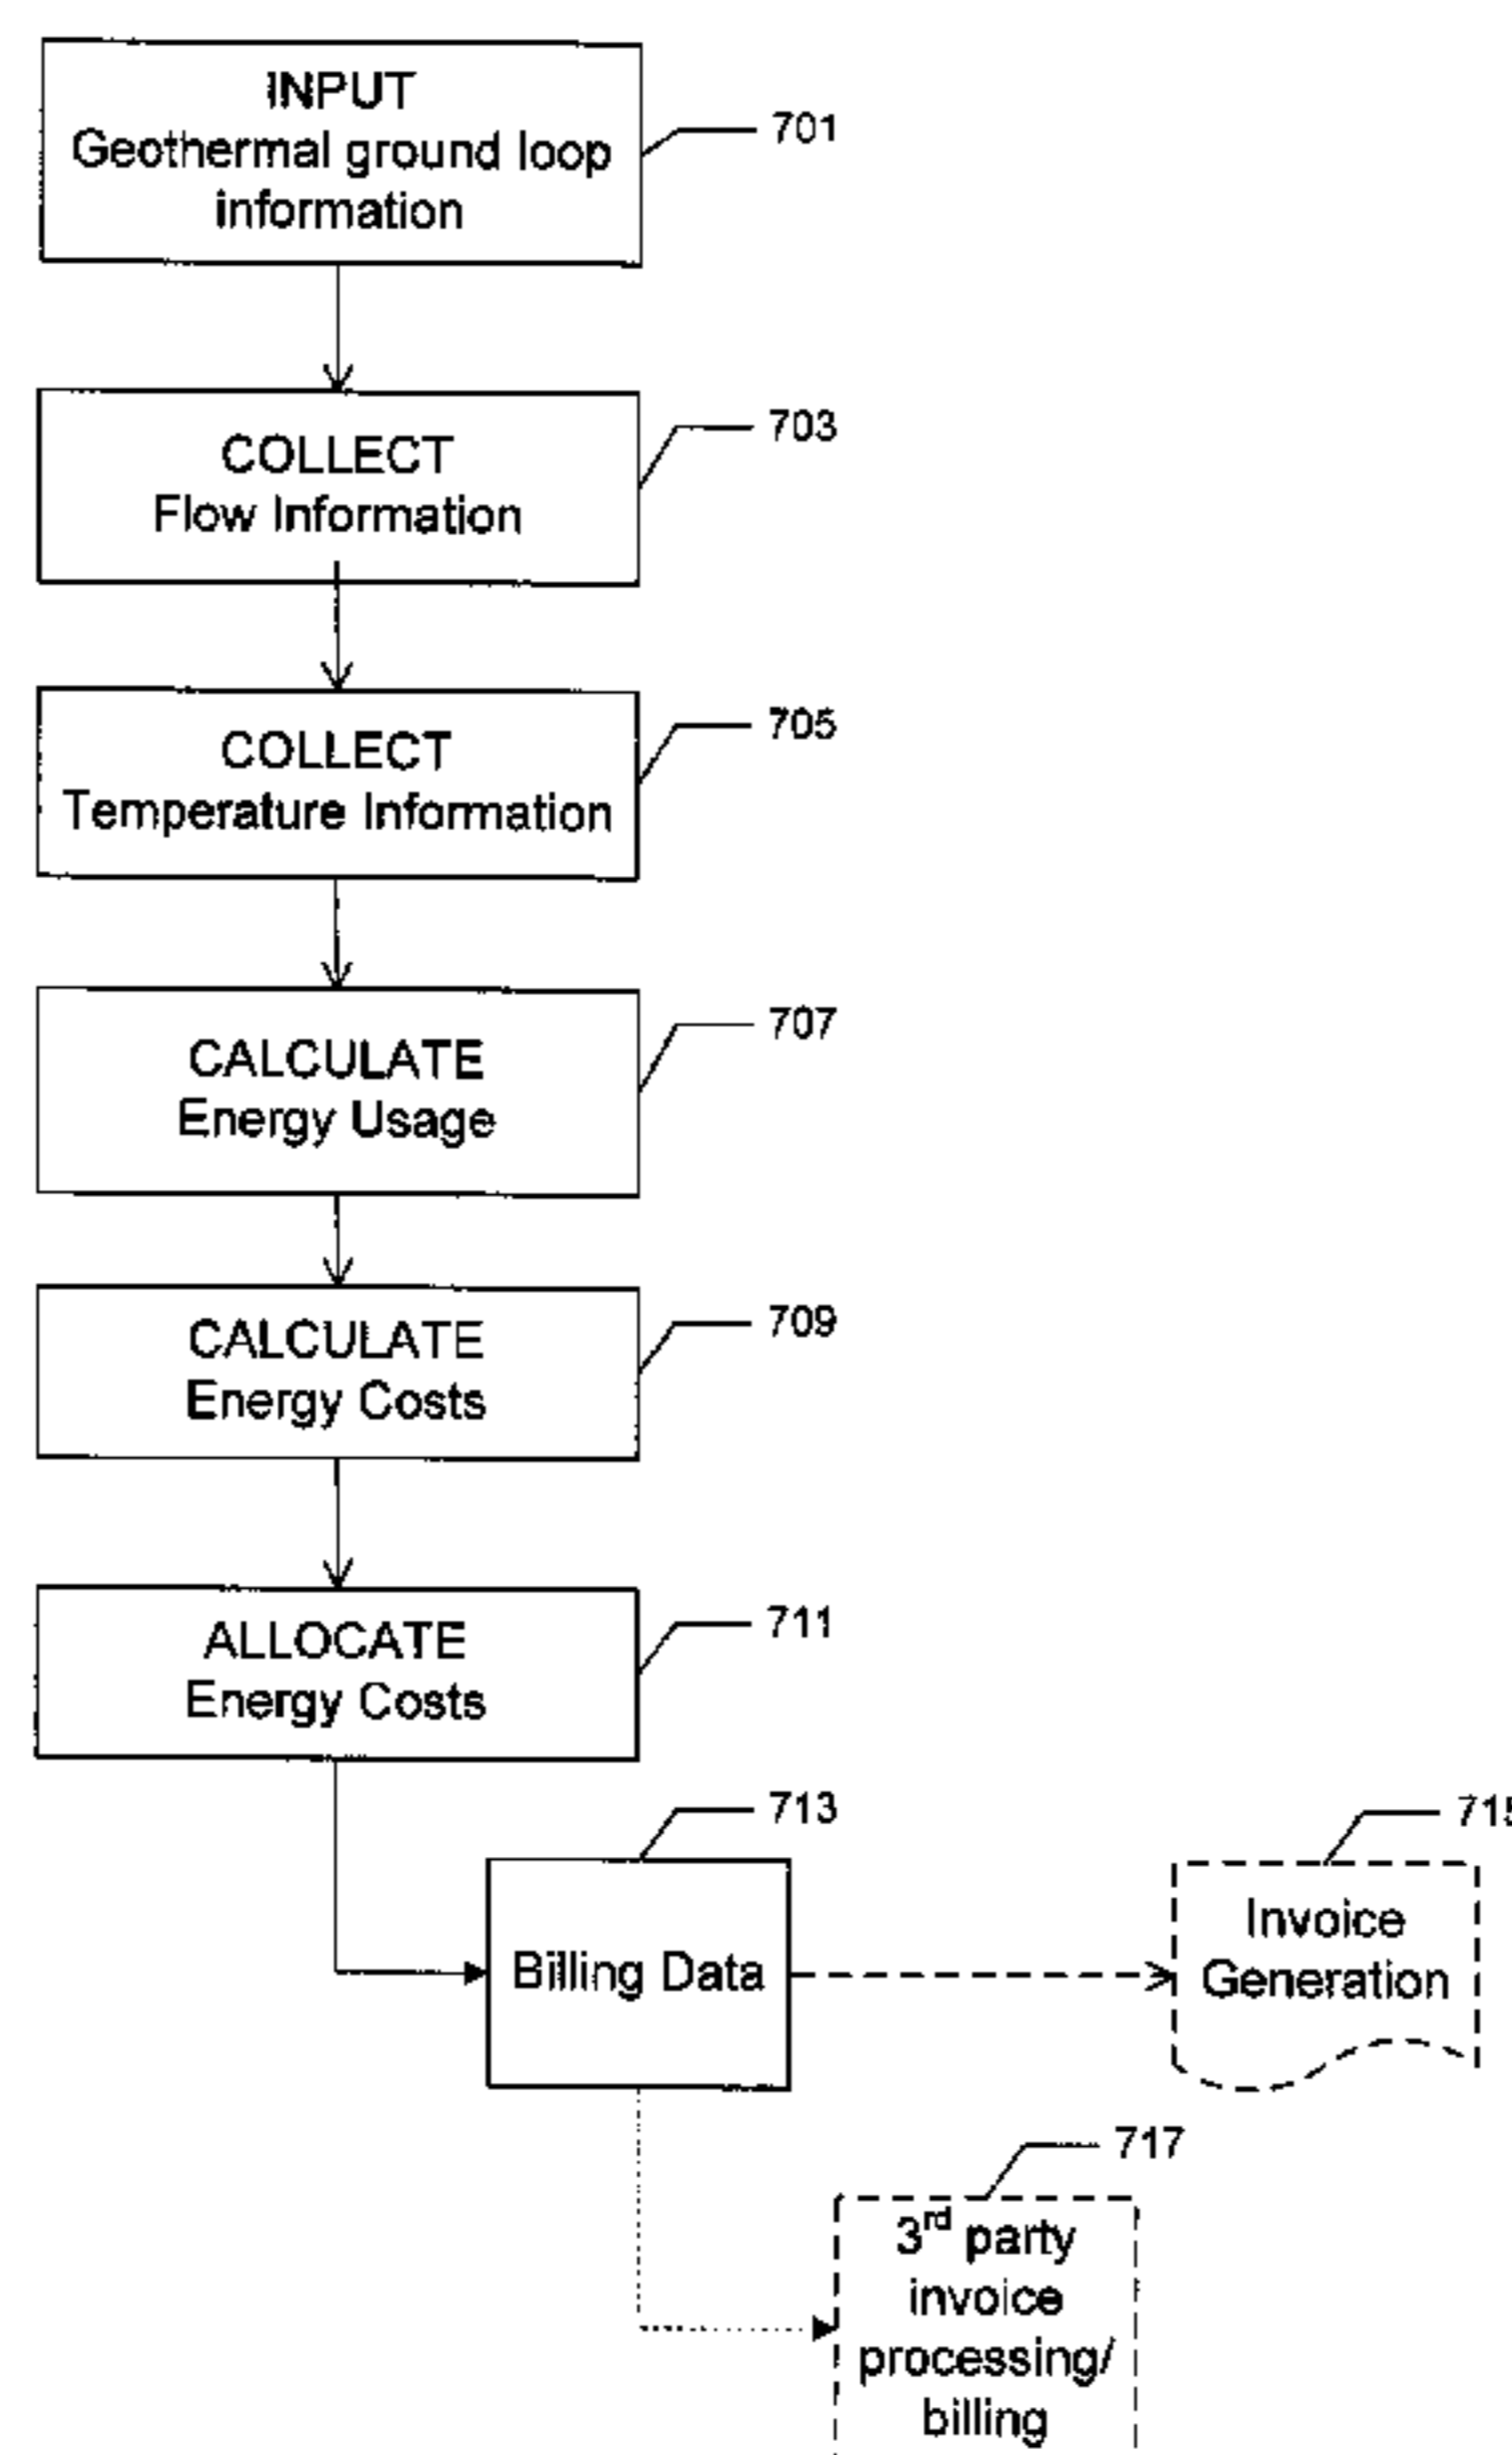 INPUT
Geothermal ground loop
information
701
COLLECT
Flow Information
703
COLLECT
Temperature Information
705
CALCULATE
Energy Usage
707
CALCULATE
Energy Costs
709
ALLOCATE
Energy Costs
711
713
Billing Data
715
Invoice
Generation
717
3rd party
invoice
processing/
billing